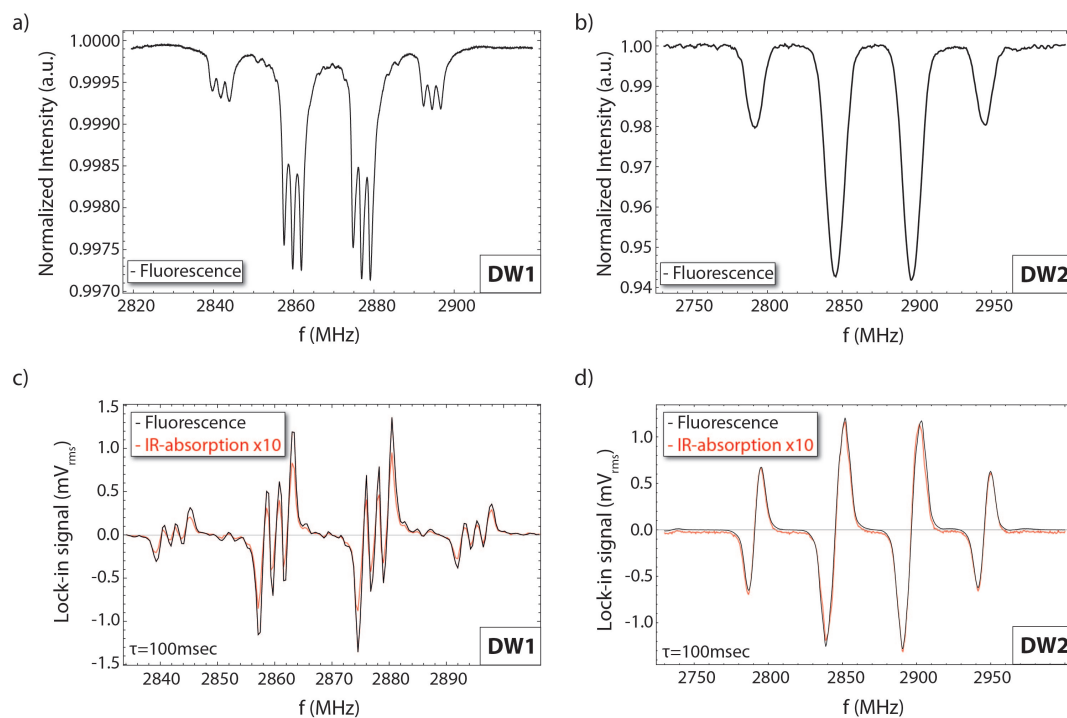 a)
Normalized Intensity (a.u.)
1.0000
0.9995
0.9990
0.9985
0.9980
0.9975
0.9970
- Fluorescence
DW1
2820 2840 2860 2880 2900
f (MHz)
b)
Normalized Intensity (a.u.)
1.00
0.99
0.98
0.97
0.96
0.95
0.94
- Fluorescence
DW2
2750 2800 2850 2900 2950
f (MHz)
c)
Lock-in signal (mVrms)
1.5
1.0
0.5
0.0
-0.5
-1.0
-1.5
- Fluorescence
- IR-absorption x10
τ=100msec
DW1
2840 2850 2860 2870 2880 2890
f (MHz)
d)
Lock-in signal (mVrms)
1.0
0.5
0.0
-0.5
-1.0
- Fluorescence
- IR-absorption x10
τ=100msec
DW2
2750 2800 2850 2900 2950
f (MHz)